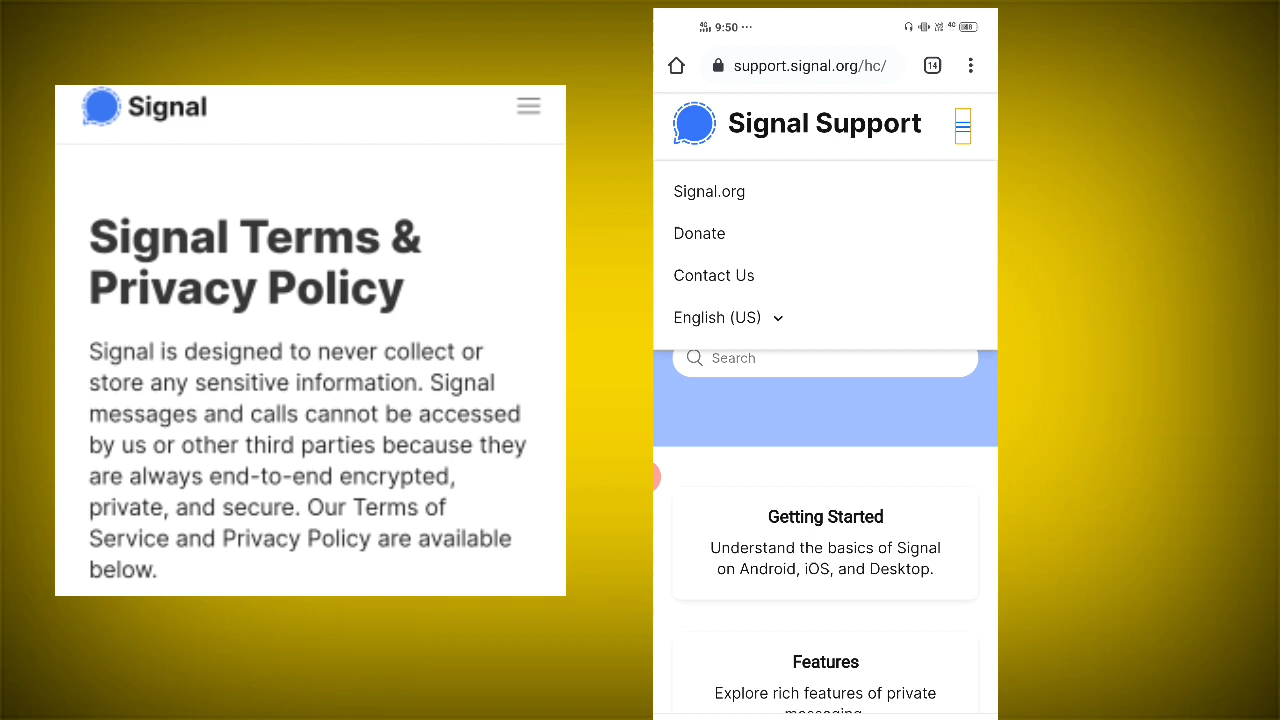 Signal
Signal Terms &
Privacy Policy
Signal is designed to never collect or
store any sensitive information. Signal
messages and calls cannot be accessed
by us or other third parties because they
are always end-to-end encrypted,
private, and secure. Our Terms of
Service and Privacy Policy are available
below.
4G 9:50 ··· 4G 48
support.signal.org/hc/ 14
Signal Support
Signal.org
Donate
Contact Us
English (US)
Search
Getting Started
Understand the basics of Signal
on Android, iOS, and Desktop.
Features
Explore rich features of private
messaging